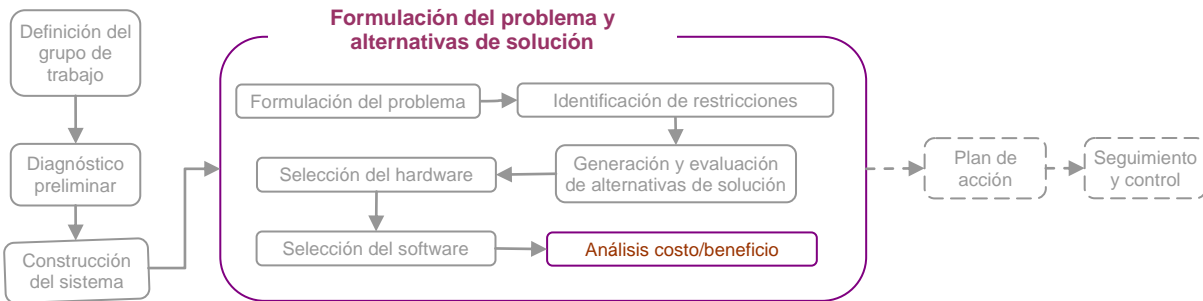 Definición del
grupo de
trabajo
Diagnóstico
preliminar
Construcción
del sistema
Formulación del problema y
alternativas de solución
Formulación del problema
Identificación de restricciones
Generación y evaluación
de alternativas de solución
Selección del hardware
Selección del software
Análisis costo/beneficio
Plan de
acción
Seguimiento
y control